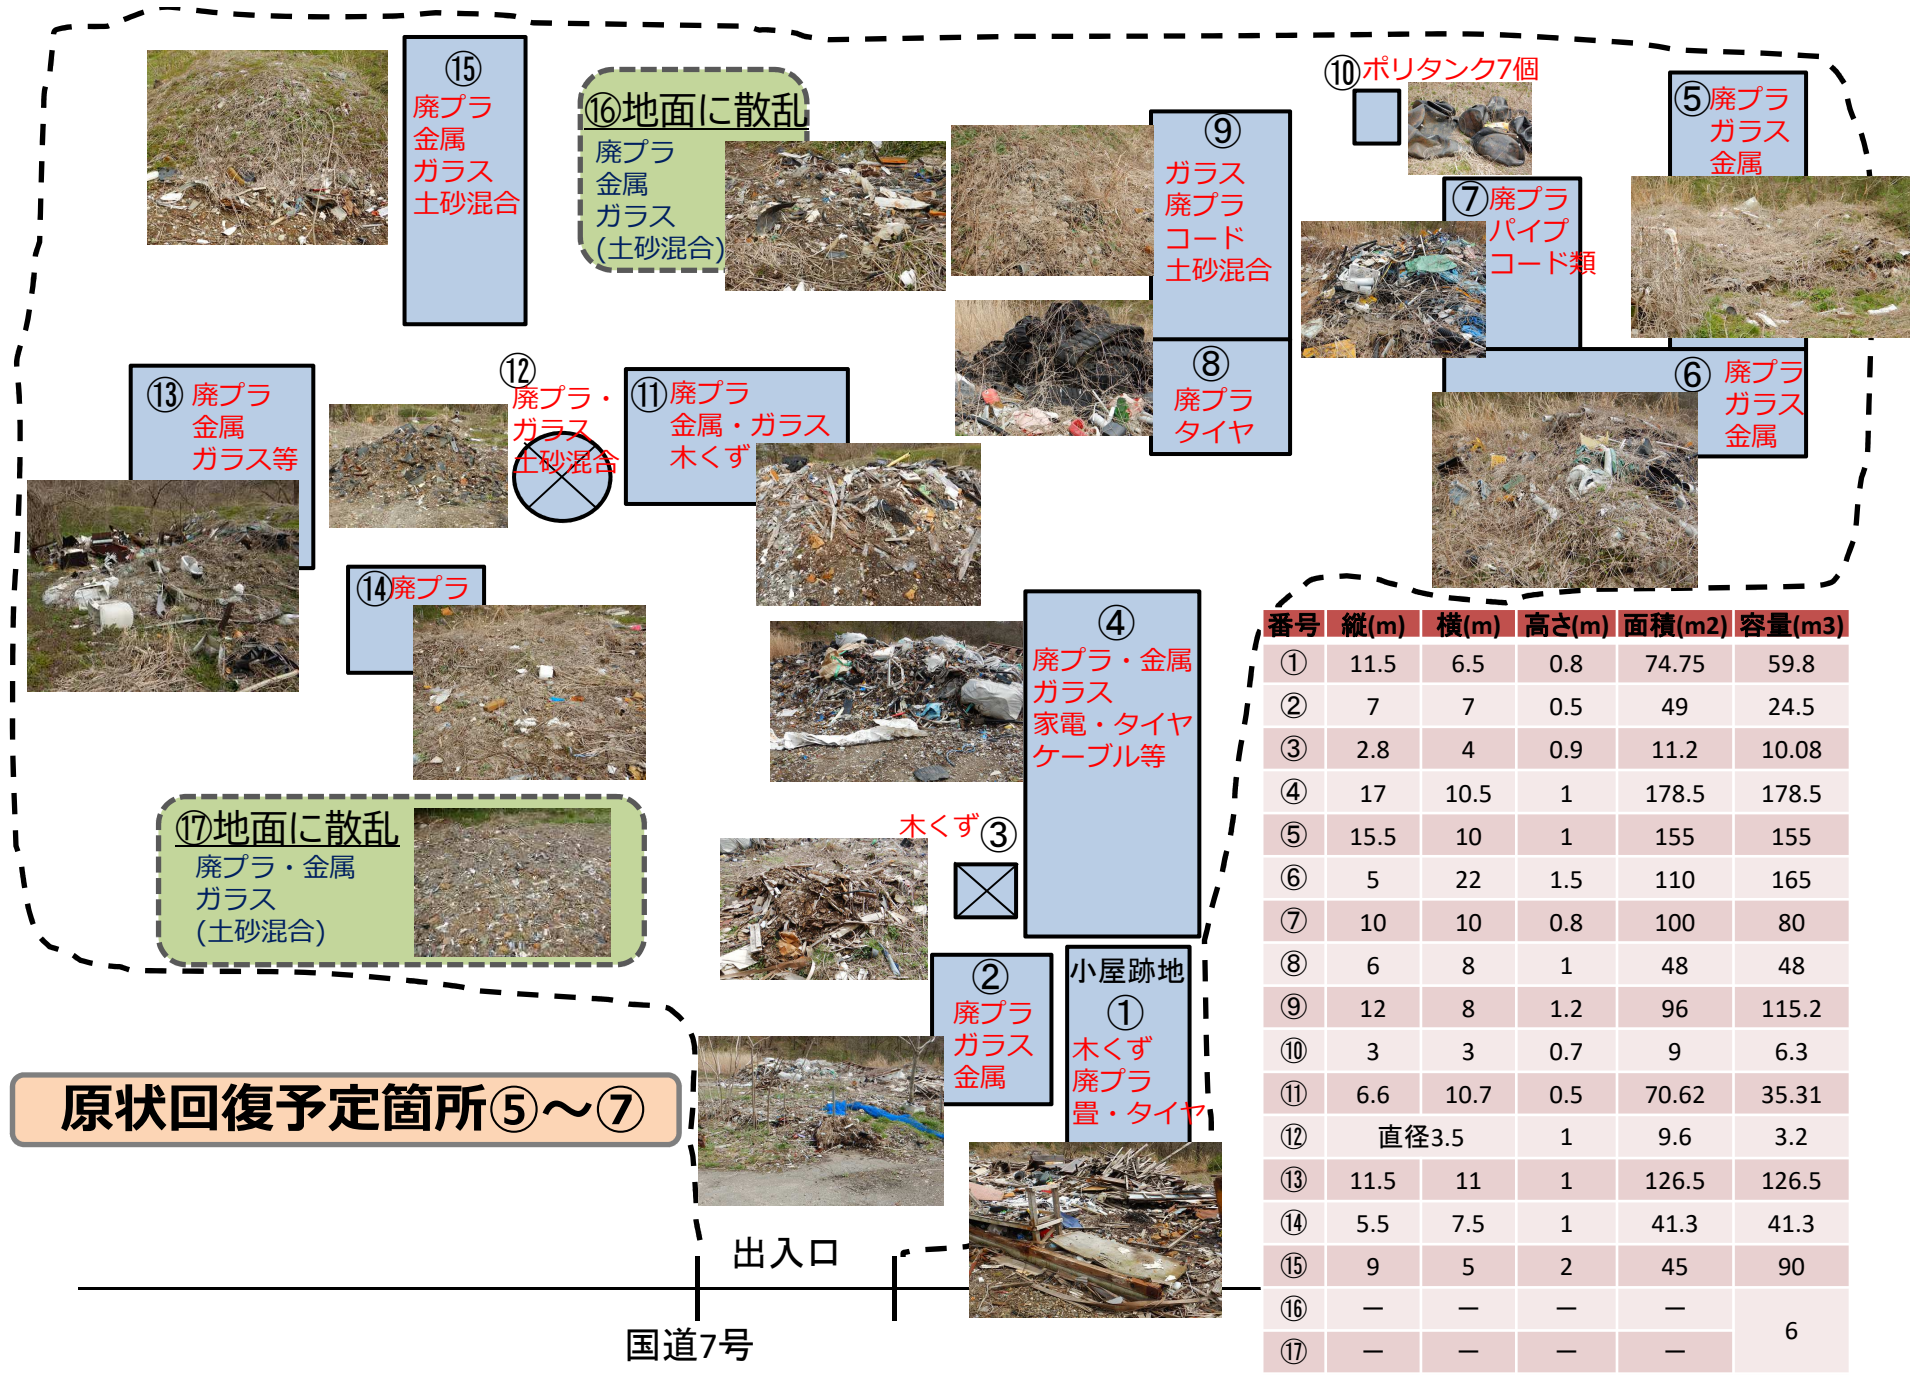 ⑮
廃プラ
金属
ガラス
土砂混合
⑯地面に散乱
廃プラ
金属
ガラス
(土砂混合)
⑨
ガラス
廃プラ
コード
土砂混合
⑧
廃プラ
タイヤ
⑩ポリタンク7個
⑤廃プラ
ガラス
金属
⑦廃プラ
パイプ
コード類
⑥ 廃プラ
ガラス
金属
⑬ 廃プラ
金属
ガラス等
⑫
廃プラ・
ガラス
土砂混合
⑪廃プラ
金属・ガラス
木くず
⑭廃プラ
④
廃プラ・金属
ガラス
家電・タイヤ
ケーブル等
木くず③
⑰地面に散乱
廃プラ・金属
ガラス
(土砂混合)
②
廃プラ
ガラス
金属
小屋跡地
①
木くず
廃プラ
畳・タイヤ
原状回復予定箇所⑤～⑦
出入口
国道7号
番号 縦(m) 横(m) 高さ(m) 面積(m2) 容量(m3)
① 11.5 6.5 0.8 74.75 59.8
② 7 7 0.5 49 24.5
③ 2.8 4 0.9 11.2 10.08
④ 17 10.5 1 178.5 178.5
⑤ 15.5 10 1 155 155
⑥ 5 22 1.5 110 165
⑦ 10 10 0.8 100 80
⑧ 6 8 1 48 48
⑨ 12 8 1.2 96 115.2
⑩ 3 3 0.7 9 6.3
⑪ 6.6 10.7 0.5 70.62 35.31
⑫ 直径3.5 1 9.6 3.2
⑬ 11.5 11 1 126.5 126.5
⑭ 5.5 7.5 1 41.3 41.3
⑮ 9 5 2 45 90
⑯ ― ― ― ― 6
⑰ ― ― ― ―